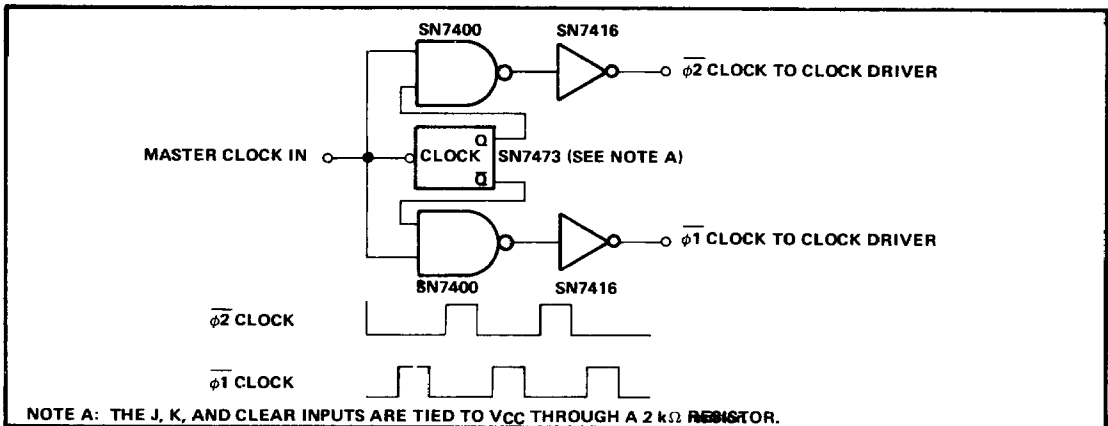 SN7400
SN7416
φ2 CLOCK TO CLOCK DRIVER
MASTER CLOCK IN
CLOCK
Q
Q̅
SN7473 (SEE NOTE A)
φ1 CLOCK TO CLOCK DRIVER
SN7400
SN7416
φ2 CLOCK
φ1 CLOCK
NOTE A: THE J, K, AND CLEAR INPUTS ARE TIED TO VCC THROUGH A 2 kΩ RESISTOR.